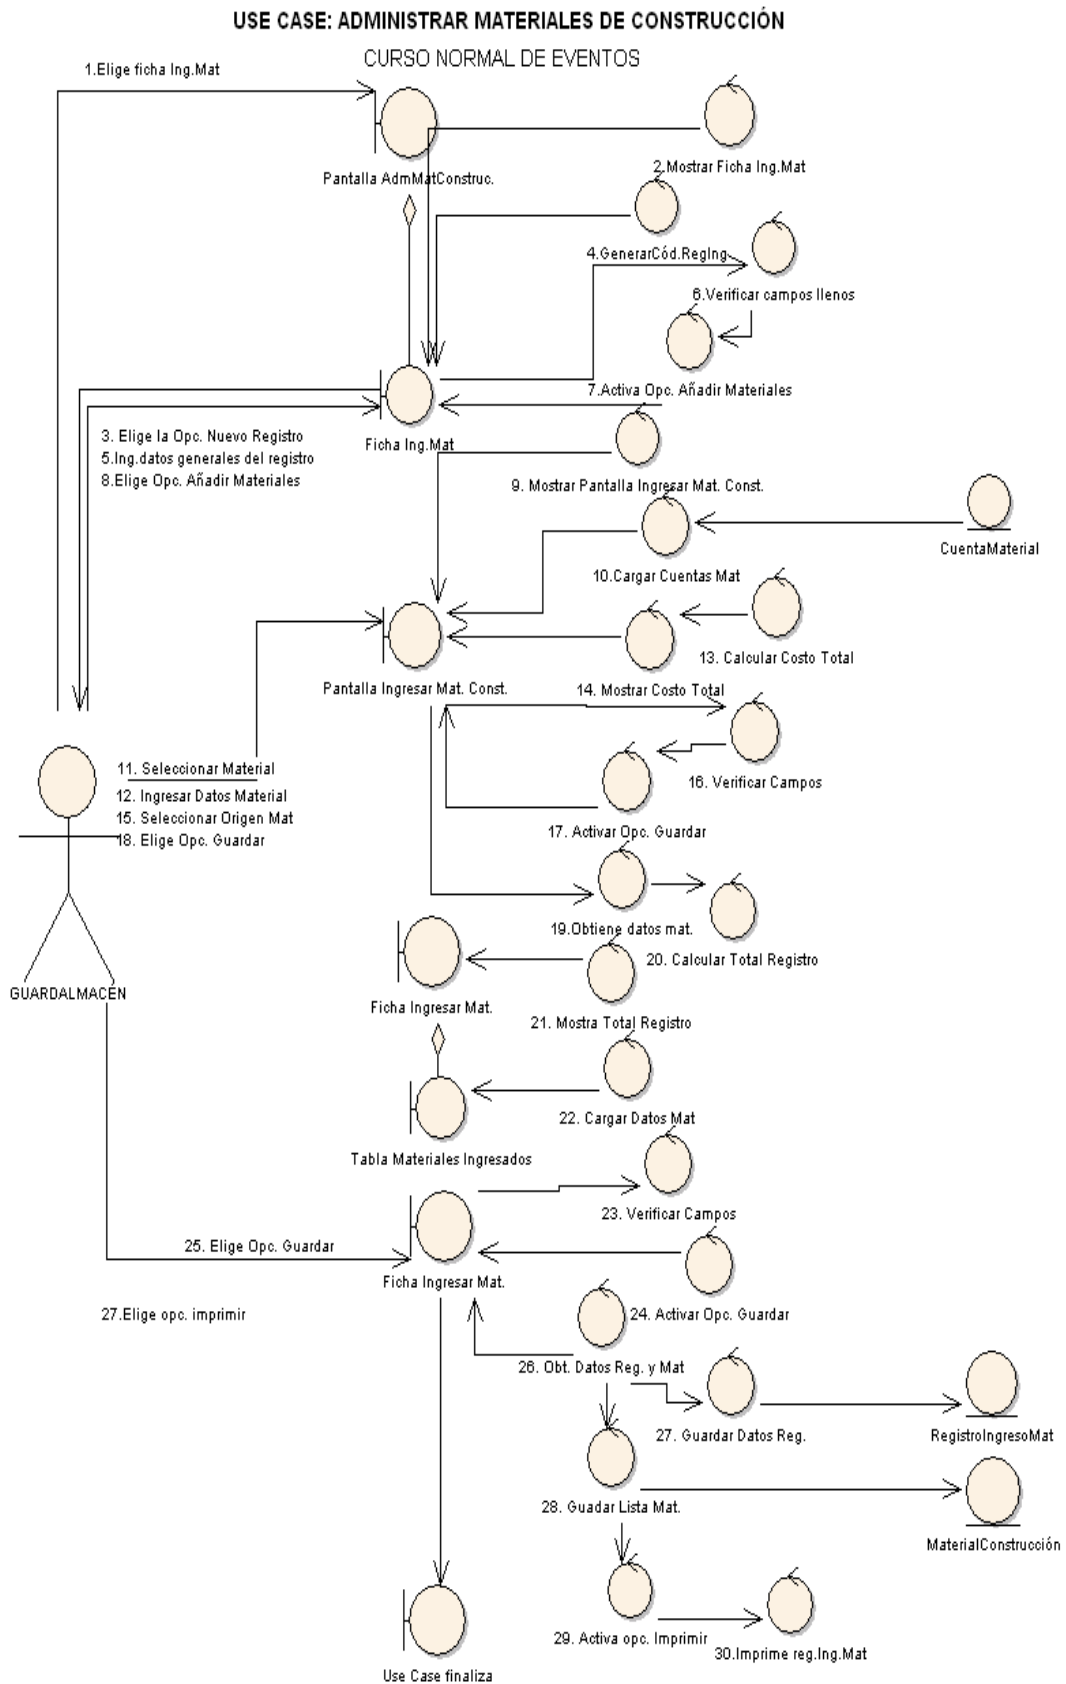 USE CASE: ADMINISTRAR MATERIALES DE CONSTRUCCIÓN
CURSO NORMAL DE EVENTOS
1.Elige ficha Ing.Mat
2.Mostrar Ficha Ing.Mat
Pantalla AdmMatConstruc.
4.GenerarCód.RegIng
6.Verificar campos llenos
7.Activa Opc. Añadir Materiales
3. Elige la Opc. Nuevo Registro
5.Ing.datos generales del registro
8.Elige Opc. Añadir Materiales
Ficha Ing.Mat
9. Mostrar Pantalla Ingresar Mat. Const.
CuentaMaterial
10.Cargar Cuentas Mat
13. Calcular Costo Total
Pantalla Ingresar Mat. Const.
14. Mostrar Costo Total
11. Seleccionar Material
12. Ingresar Datos Material
15. Seleccionar Origen Mat
18. Elige Opc. Guardar
16. Verificar Campos
17. Activar Opc. Guardar
19.Obtiene datos mat.
20. Calcular Total Registro
GUARDALMACÉN
Ficha Ingresar Mat.
21. Mostra Total Registro
22. Cargar Datos Mat
Tabla Materiales Ingresados
23. Verificar Campos
25. Elige Opc. Guardar
Ficha Ingresar Mat.
27.Elige opc. imprimir
24. Activar Opc. Guardar
26. Obt. Datos Reg. y Mat
27. Guardar Datos Reg.
RegistroIngresoMat
28. Guadar Lista Mat.
MaterialConstrucción
29. Activa opc. Imprimir
30.Imprime reg.Ing.Mat
Use Case finaliza